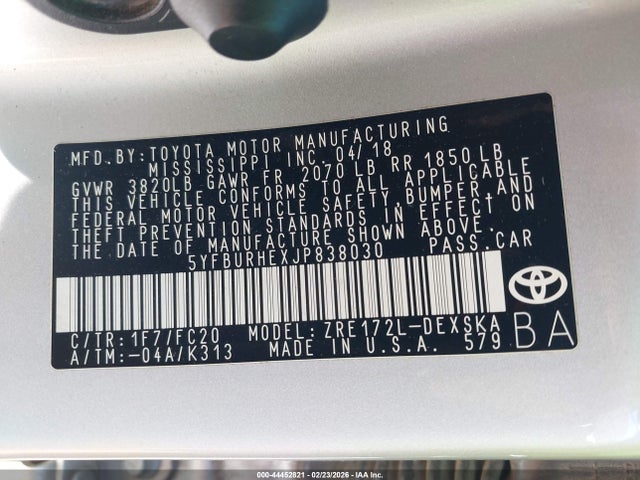 MFD. BY: TOYOTA MOTOR MANUFACTURING
MISSISSIPPI INC. 04/18
GVWR 3820LB GAWR FR 2070 LB RR 1850 LB
THIS VEHICLE CONFORMS TO ALL APPLICABLE
FEDERAL MOTOR VEHICLE SAFETY, BUMPER, AND
THEFT PREVENTION STANDARDS IN EFFECT ON
THE DATE OF MANUFACTURE SHOWN ABOVE.
5YFBURHEXJP838030 PASS.CAR
C/TR: 1F7/FC20 MODEL: ZRE172L-DEXSKA
A/TM: -04A/K313 MADE IN U.S.A. 579
BA
000-44452821 - 02/23/2026 - IAA Inc.